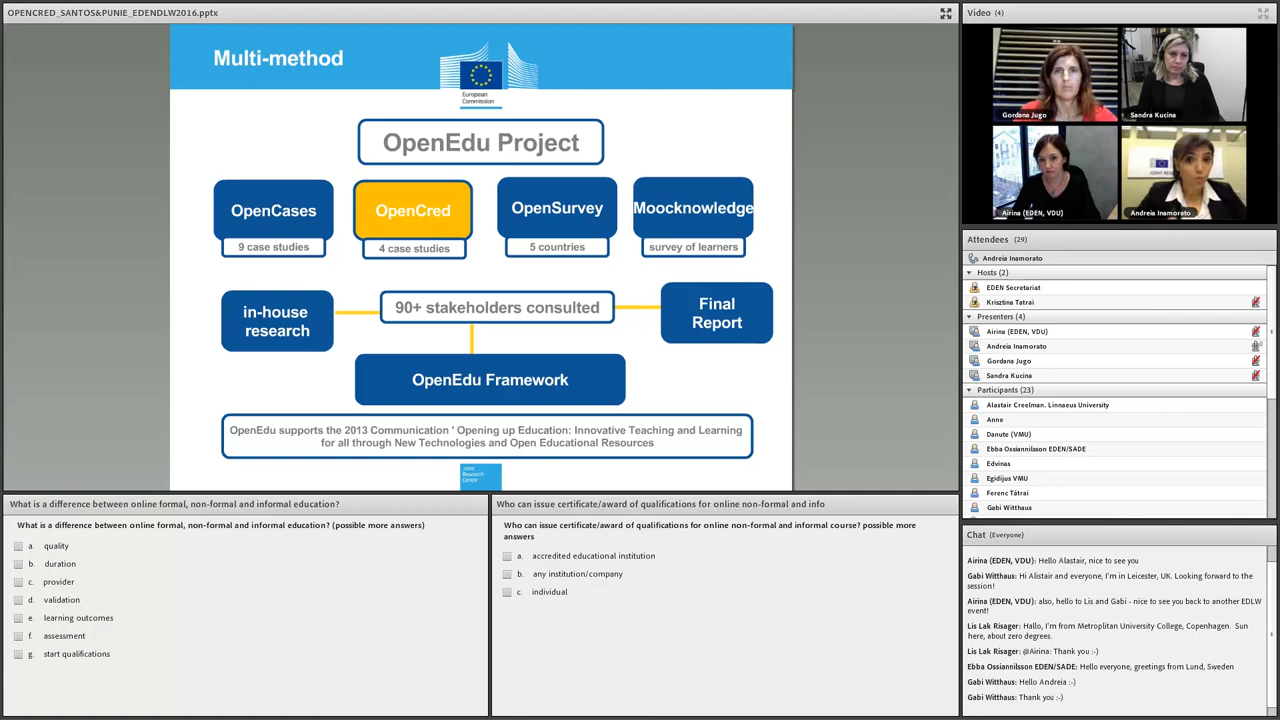 OPENCRED_SANTOS&PUNIE_EDENDLW2016.pptx
Multi-method
European
Commission
OpenEdu Project
OpenCases
9 case studies
OpenCred
4 case studies
OpenSurvey
5 countries
Moocknowledge
survey of learners
in-house
research
90+ stakeholders consulted
Final
Report
OpenEdu Framework
OpenEdu supports the 2013 Communication ' Opening up Education: Innovative Teaching and Learning
for all through New Technologies and Open Educational Resources
Joint
Research
Centre
What is a difference between online formal, non-formal and informal education?
What is a difference between online formal, non-formal and informal education? (possible more answers)
a. quality
b. duration
c. provider
d. validation
e. learning outcomes
f. assessment
g. start qualifications
Who can issue certificate/award of qualifications for online non-formal and info
Who can issue certificate/award of qualifications for online non-formal and informal course? possible more
answers
a. accredited educational institution
b. any institution/company
c. individual
Video (4)
Gordana Jugo
Sandra Kucina
Airina (EDEN, VDU)
Andreia Inamorato
JOINT RES
Attendees (29)
Andreia Inamorato
Hosts (2)
EDEN Secretariat
Krisztina Tatrai
Presenters (4)
Airina (EDEN, VDU)
Andreia Inamorato
Gordana Jugo
Sandra Kucina
Participants (23)
Alastair Creelman. Linnaeus University
Anne
Danute (VMU)
Ebba Ossiannilsson EDEN/SADE
Edvinas
Egidijus VMU
Ferenc Tátrai
Gabi Witthaus
Chat (Everyone)
Airina (EDEN, VDU): Hello Alastair, nice to see you
Gabi Witthaus: Hi Alistair and everyone, I'm in Leicester, UK. Looking forward to the
session!
Airina (EDEN, VDU): also, hello to Lis and Gabi - nice to see you back to another EDLW
event!
Lis Lak Risager: Hallo, I'm from Metroplitan University College, Copenhagen. Sun
here, about zero degrees.
Lis Lak Risager: @Airina: Thank you :-)
Ebba Ossiannilsson EDEN/SADE: Hello everyone, greetings from Lund, Sweden
Gabi Witthaus: Hello Andreia :-)
Gabi Witthaus: Thank you :-)